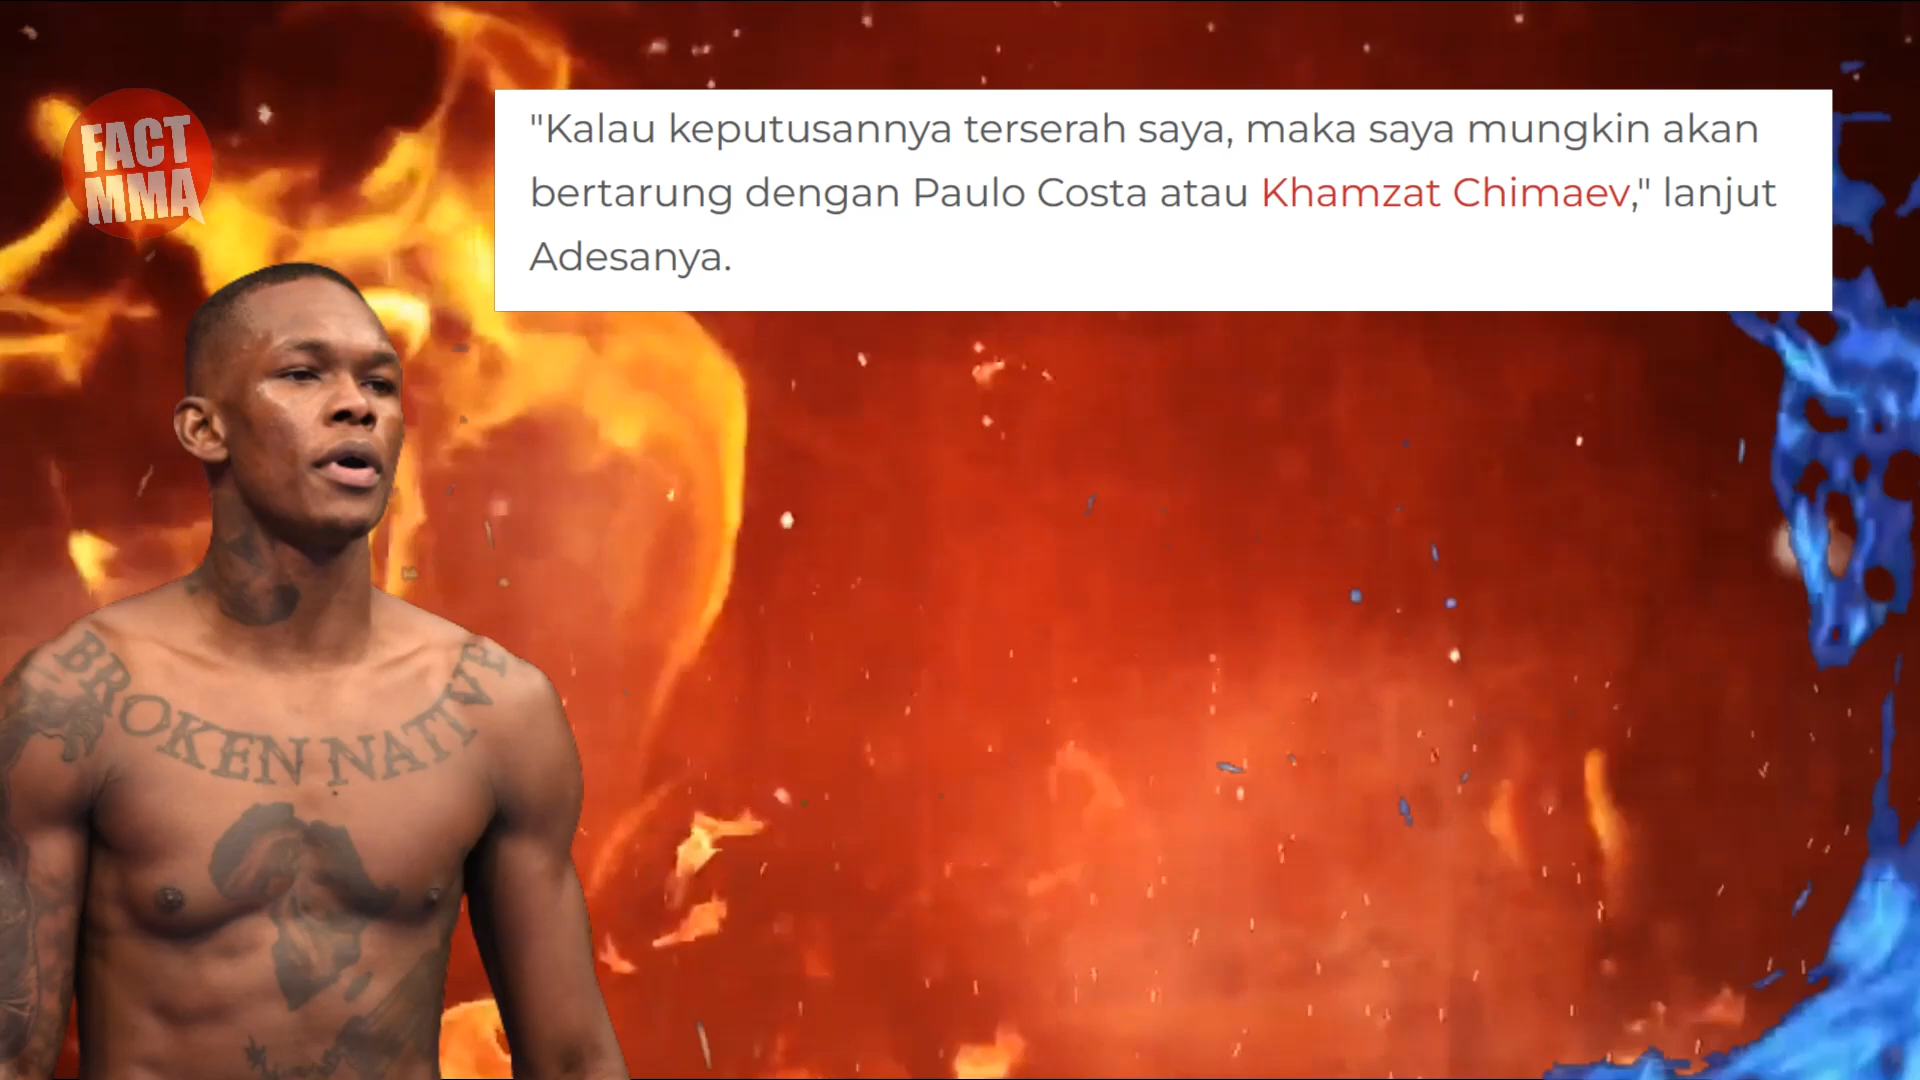 FACT
MMA
"Kalau keputusannya terserah saya, maka saya mungkin akan
bertarung dengan Paulo Costa atau Khamzat Chimaev," lanjut
Adesanya.
BROKEN NATIVE